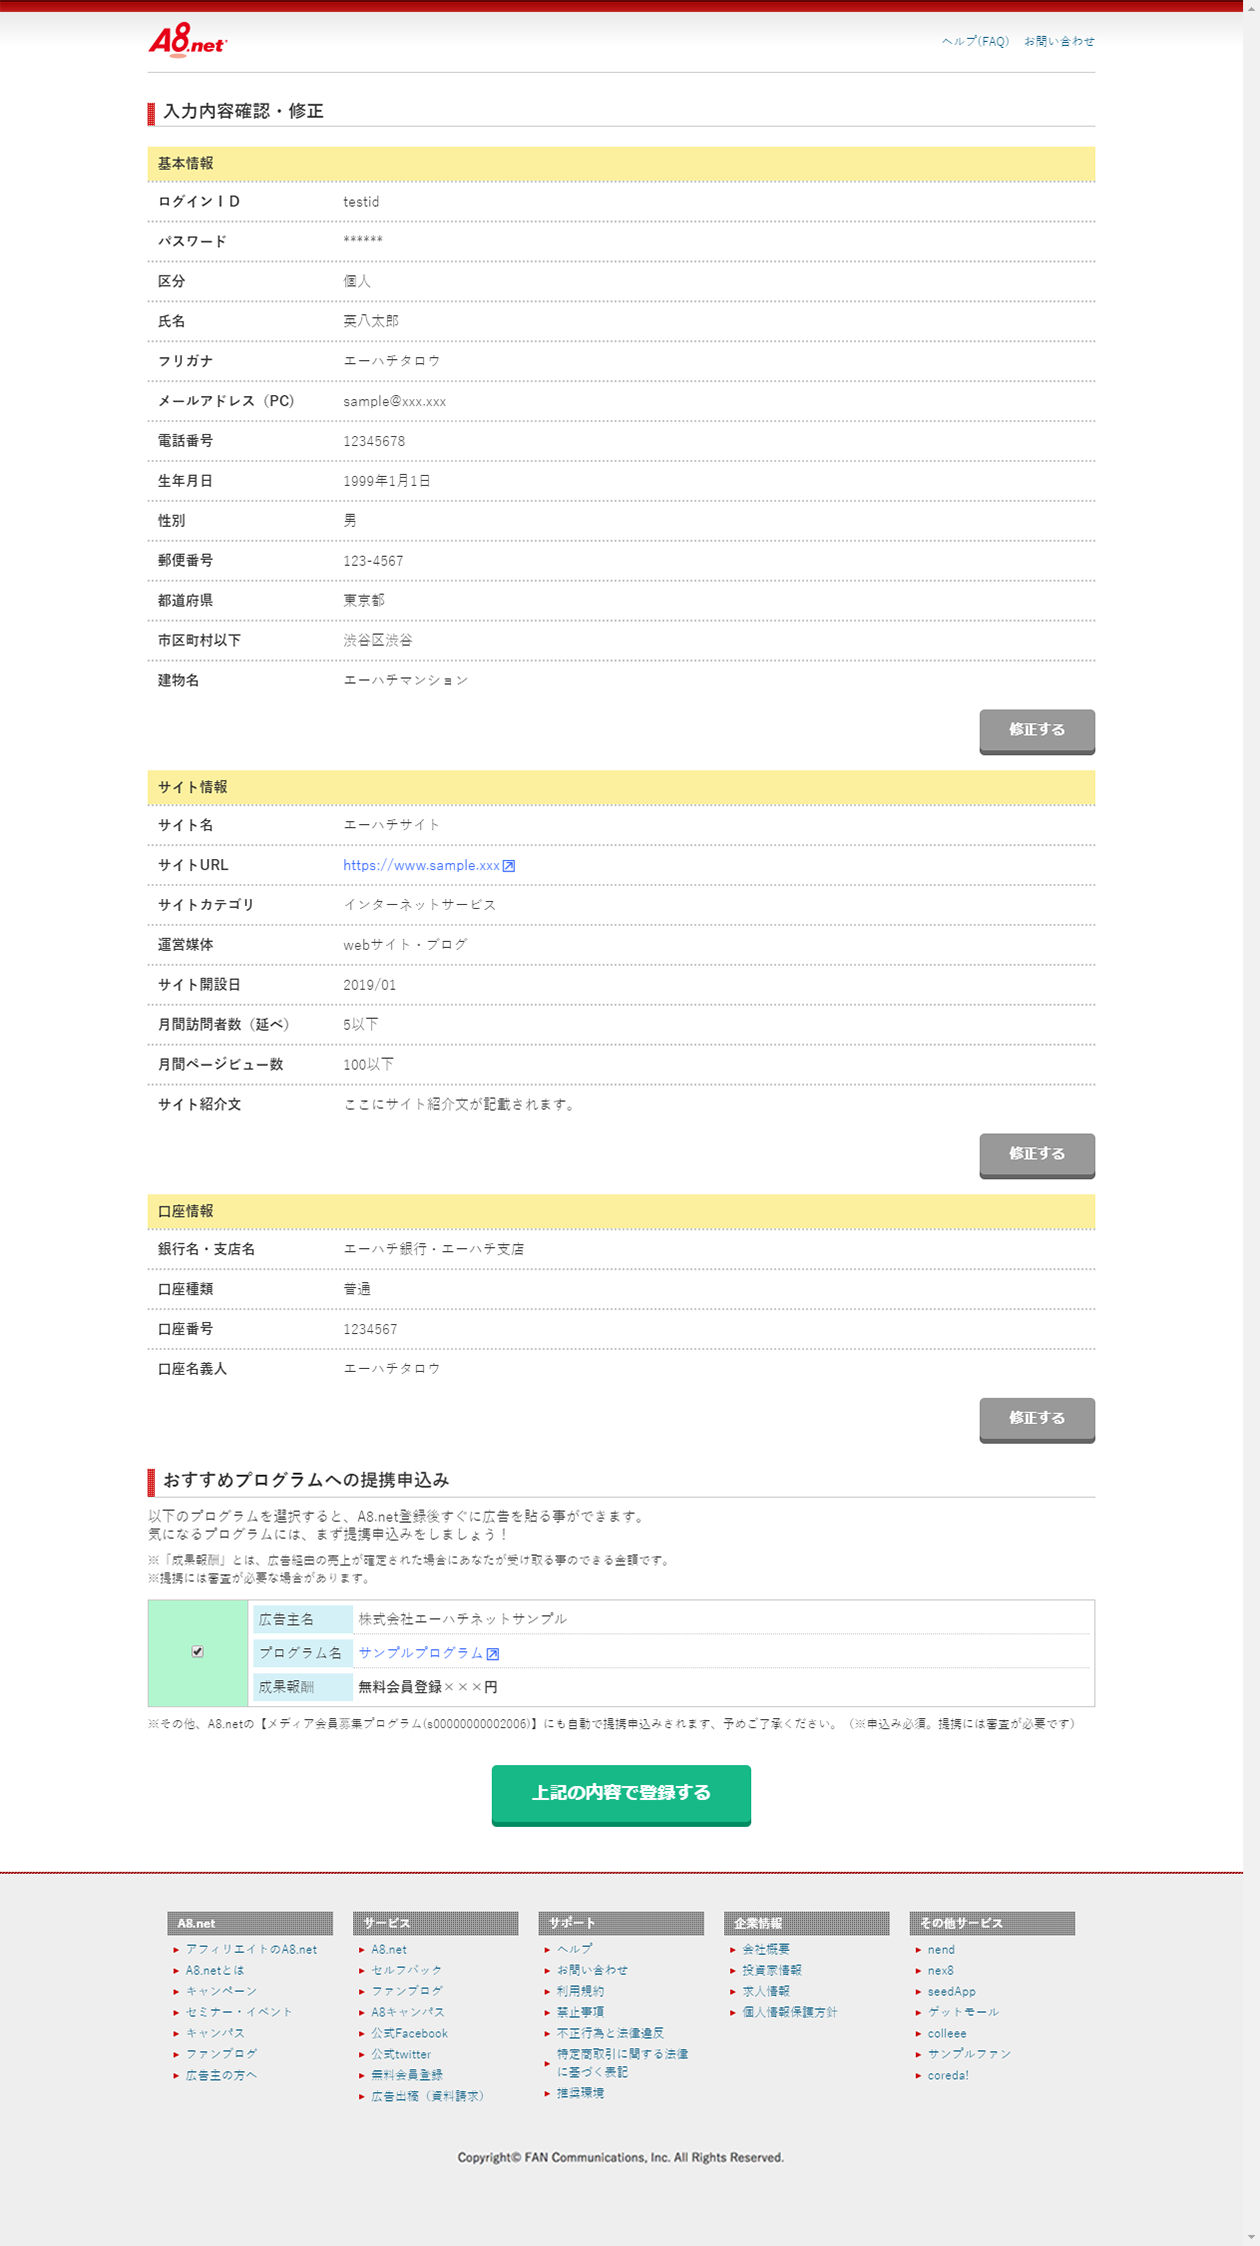 A8.net
ヘルプ(FAQ) お問い合わせ
入力内容確認・修正
基本情報
ログインＩＤ testid
パスワード ******
区分 個人
氏名 英八太郎
フリガナ エーハチタロウ
メールアドレス（PC） sample@xxx.xxx
電話番号 12345678
生年月日 1999年1月1日
性別 男
郵便番号 123-4567
都道府県 東京都
市区町村以下 渋谷区渋谷
建物名 エーハチマンション
修正する
サイト情報
サイト名 エーハチサイト
サイトURL https://www.sample.xxx
サイトカテゴリ インターネットサービス
運営媒体 webサイト・ブログ
サイト開設日 2019/01
月間訪問者数（延べ） 5以下
月間ページビュー数 100以下
サイト紹介文 ここにサイト紹介文が記載されます。
修正する
口座情報
銀行名・支店名 エーハチ銀行・エーハチ支店
口座種類 普通
口座番号 1234567
口座名義人 エーハチタロウ
修正する
おすすめプログラムへの提携申込み
以下のプログラムを選択すると、A8.net登録後すぐに広告を貼る事ができます。
気になるプログラムには、まず提携申込みをしましょう！
※「成果報酬」とは、広告経由の売上が確定された場合にあなたが受け取る事のできる金額です。
※提携には審査が必要な場合があります。
広告主名 株式会社エーハチネットサンプル
プログラム名 サンプルプログラム
成果報酬 無料会員登録×××円
※その他、A8.netの【メディア会員募集プログラム(s00000000002006)】にも自動で提携申込みされます、予めご了承ください。（※申込み必須。提携には審査が必要です）
上記の内容で登録する
A8.net
アフィリエイトのA8.net
A8.netとは
キャンペーン
セミナー・イベント
キャンパス
ファンブログ
広告主の方へ
サービス
A8.net
セルフバック
ファンブログ
A8キャンパス
公式Facebook
公式twitter
無料会員登録
広告出稿（資料請求）
サポート
ヘルプ
お問い合わせ
利用規約
禁止事項
不正行為と法律違反
特定商取引に関する法律
に基づく表記
推奨環境
企業情報
会社概要
投資家情報
求人情報
個人情報保護方針
その他サービス
nend
nex8
seedApp
ゲットモール
colleee
サンプルファン
coreda!
Copyright© FAN Communications, Inc. All Rights Reserved.